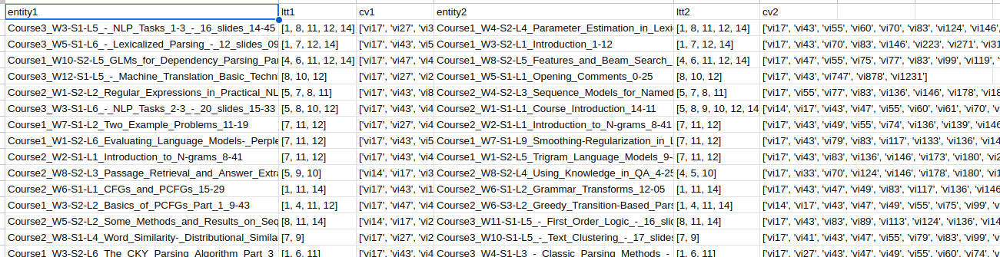 entity1 ltt1 cv1 entity2 ltt2 cv2
Course3_W3-S1-L5_-_NLP_Tasks_1-3_-_16_slides_14-45 [1, 8, 11, 12, 14] ['vi17', 'vi27', 'vi3 Course1_W4-S2-L4_Parameter_Estimation_in_Lexi [1, 8, 11, 12, 14] ['vi17', 'vi43', 'vi55', 'vi60', 'vi70', 'vi83', 'vi124', 'vi146',
Course3_W5-S1-L6_-_Lexicalized_Parsing_-_12_slides_09 [1, 7, 12, 14] ['vi17', 'vi43', 'vi5 Course1_W3-S2-L1_Introduction_1-12 [1, 7, 12, 14] ['vi17', 'vi43', 'vi70', 'vi83', 'vi146', 'vi223', 'vi271', 'vi31
Course1_W10-S2-L5_GLMs_for_Dependency_Parsing_Par [4, 6, 11, 12, 14] ['vi17', 'vi47', 'vi4 Course1_W8-S2-L5_Features_and_Beam_Search_ [4, 6, 11, 12, 14] ['vi17', 'vi47', 'vi55', 'vi75', 'vi77', 'vi83', 'vi99', 'vi119', '
Course3_W12-S1-L5_-_Machine_Translation_Basic_Techn [8, 10, 12] ['vi17', 'vi27', 'vi2 Course1_W5-S1-L1_Opening_Comments_0-25 [8, 10, 12] ['vi17', 'vi43', 'vi747', 'vi878', 'vi1231']
Course2_W1-S2-L2_Regular_Expressions_in_Practical_NL [5, 7, 8, 11] ['vi17', 'vi43', 'vi8 Course2_W4-S2-L3_Sequence_Models_for_Named [5, 7, 8, 11] ['vi17', 'vi55', 'vi77', 'vi83', 'vi136', 'vi146', 'vi178', 'vi18
Course3_W3-S1-L6_-_NLP_Tasks_2-3_-_20_slides_15-33 [5, 8, 10, 12] ['vi17', 'vi43', 'vi4 Course2_W1-S1-L1_Course_Introduction_14-11 [5, 8, 9, 10, 12, 14 ['vi14', 'vi17', 'vi43', 'vi47', 'vi55', 'vi60', 'vi61', 'vi70', 'v
Course1_W7-S1-L2_Two_Example_Problems_11-19 [7, 11, 12] ['vi17', 'vi27', 'vi4 Course2_W2-S1-L1_Introduction_to_N-grams_8-41 [7, 11, 12] ['vi17', 'vi43', 'vi49', 'vi55', 'vi74', 'vi136', 'vi139', 'vi146
Course1_W1-S2-L6_Evaluating_Language_Models-_Perple [7, 11, 12] ['vi17', 'vi43', 'vi5 Course1_W7-S1-L9_Smoothing-Regularization_in_L [7, 11, 12] ['vi17', 'vi43', 'vi79', 'vi83', 'vi117', 'vi133', 'vi136', 'vi14
Course2_W2-S1-L1_Introduction_to_N-grams_8-41 [7, 11, 12] ['vi17', 'vi43', 'vi4 Course1_W1-S2-L5_Trigram_Language_Models_9- [7, 11, 12] ['vi17', 'vi43', 'vi83', 'vi136', 'vi146', 'vi173', 'vi180', 'vi2
Course2_W8-S2-L3_Passage_Retrieval_and_Answer_Extra [5, 9, 10] ['vi14', 'vi17', 'vi3 Course2_W8-S2-L4_Using_Knowledge_in_QA_4-25 [4, 5, 10] ['vi17', 'vi33', 'vi70', 'vi124', 'vi146', 'vi178', 'vi180', 'vi1
Course2_W6-S1-L1_CFGs_and_PCFGs_15-29 [1, 11, 14] ['vi17', 'vi43', 'vi1 Course2_W6-S1-L2_Grammar_Transforms_12-05 [1, 11, 14] ['vi17', 'vi43', 'vi47', 'vi49', 'vi83', 'vi117', 'vi136', 'vi146
Course1_W3-S2-L2_Basics_of_PCFGs_Part_1_9-43 [1, 4, 11, 12] ['vi17', 'vi47', 'vi4 Course2_W6-S3-L2_Greedy_Transition-Based_Pars [1, 4, 11, 14] ['vi14', 'vi17', 'vi43', 'vi47', 'vi49', 'vi55', 'vi75', 'vi99', 'v
Course2_W5-S2-L2_Some_Methods_and_Results_on_Seq [8, 11, 14] ['vi14', 'vi17', 'vi2 Course3_W11-S1-L5_-_First_Order_Logic_-_16_slid [8, 11, 14] ['vi17', 'vi43', 'vi83', 'vi89', 'vi113', 'vi124', 'vi136', 'vi14
Course2_W8-S1-L4_Word_Similarity-_Distributional_Simila [7, 9] ['vi17', 'vi27', 'vi4 Course3_W10-S1-L5_-_Text_Clustering_-_17_slides [7, 9] ['vi17', 'vi41', 'vi43', 'vi47', 'vi55', 'vi79', 'vi83', 'vi99', 'v
Course1_W3-S2-L6_The_CKY_Parsing_Algorithm_Part_3_ [1, 6, 11] ['vi17', 'vi43', 'vi4 Course3_W4-S1-L3_-_Classic_Parsing_Methods_-_ [1, 6, 11] ['vi17', 'vi43', 'vi47', 'vi49', 'vi55', 'vi60', 'vi74', '